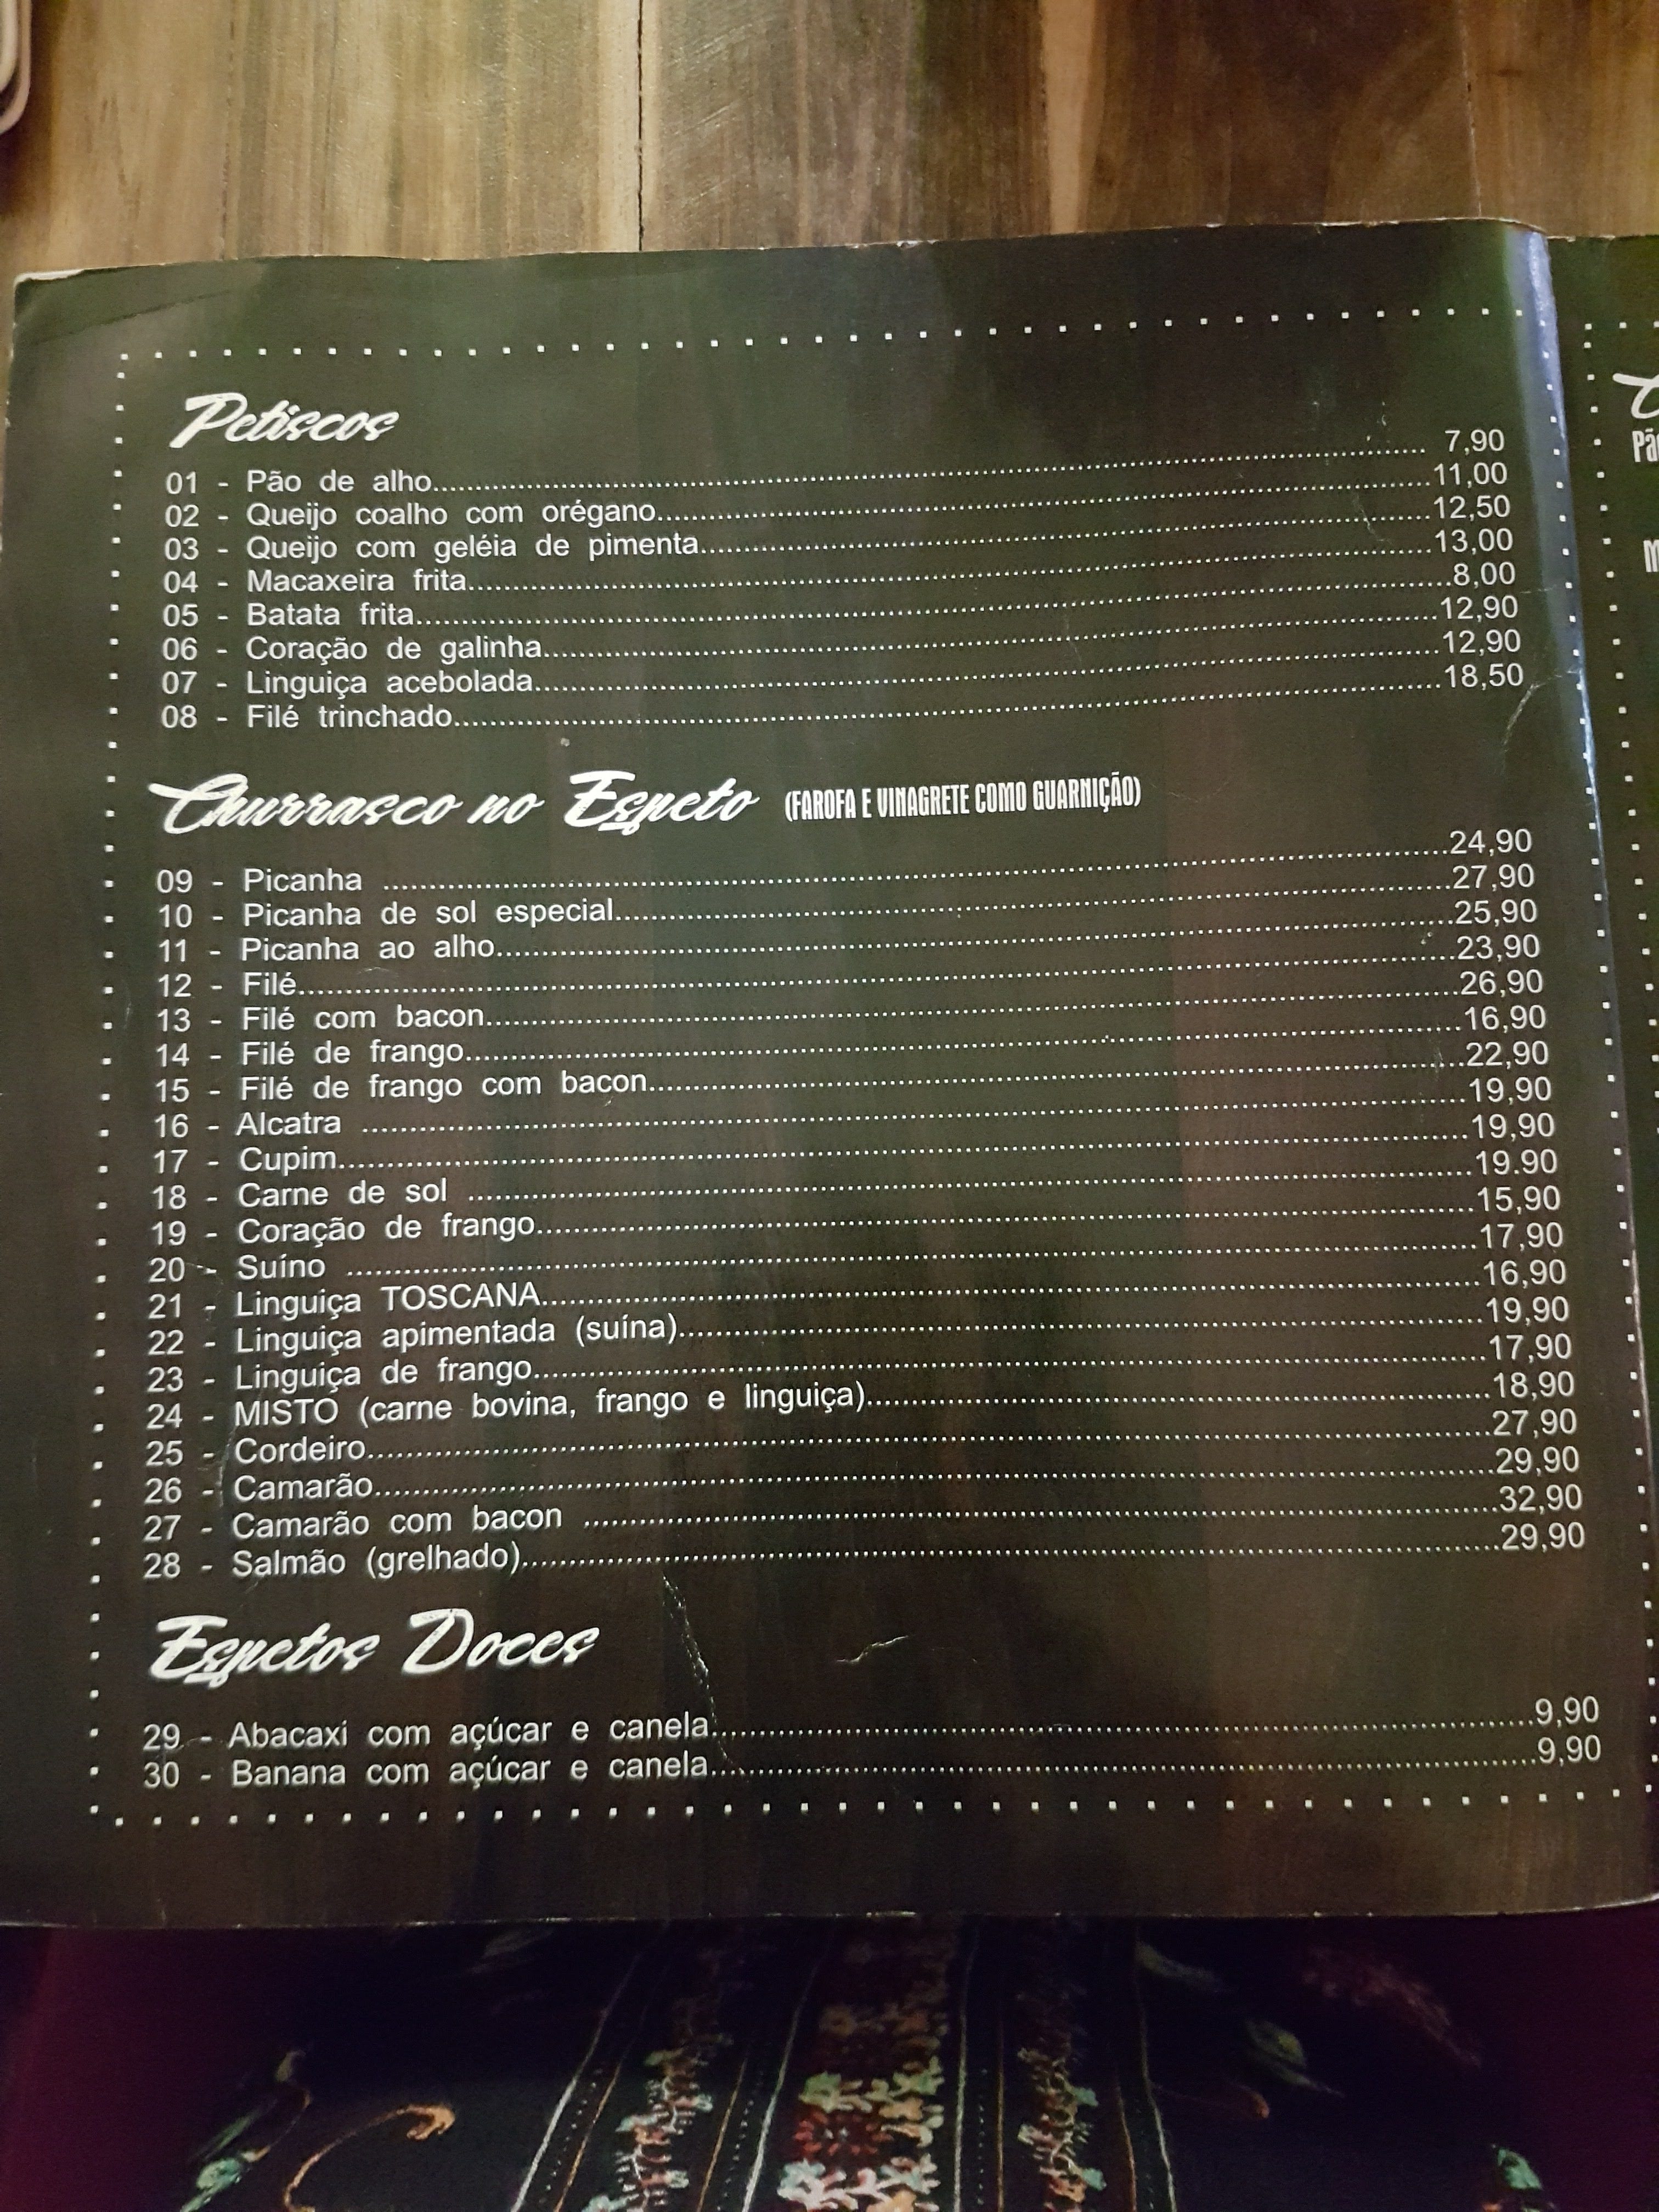 Petiscos
01 - Pão de alho 7,90
02 - Queijo coalho com orégano 11,00
03 - Queijo com geléia de pimenta 12,50
04 - Macaxeira frita 13,00
05 - Batata frita 8,00
06 - Coração de galinha 12,90
07 - Linguiça acebolada 12,90
08 - Filé trinchado 18,50
Churrasco no Espeto (FAROFA E VINAGRETE COMO GUARNIÇÃO)
09 - Picanha 24,90
10 - Picanha de sol especial 27,90
11 - Picanha ao alho 25,90
12 - Filé 23,90
13 - Filé com bacon 26,90
14 - Filé de frango 16,90
15 - Filé de frango com bacon 22,90
16 - Alcatra 19,90
17 - Cupim 19,90
18 - Carne de sol 19.90
19 - Coração de frango 15,90
20 - Suíno 17,90
21 - Linguiça TOSCANA 16,90
22 - Linguiça apimentada (suína) 19,90
23 - Linguiça de frango 17,90
24 - MISTO (carne bovina, frango e linguiça) 18,90
25 - Cordeiro 27,90
26 - Camarão 29,90
27 - Camarão com bacon 32,90
28 - Salmão (grelhado) 29,90
Espetos Doces
29 - Abacaxi com açúcar e canela 9,90
30 - Banana com açúcar e canela 9,90